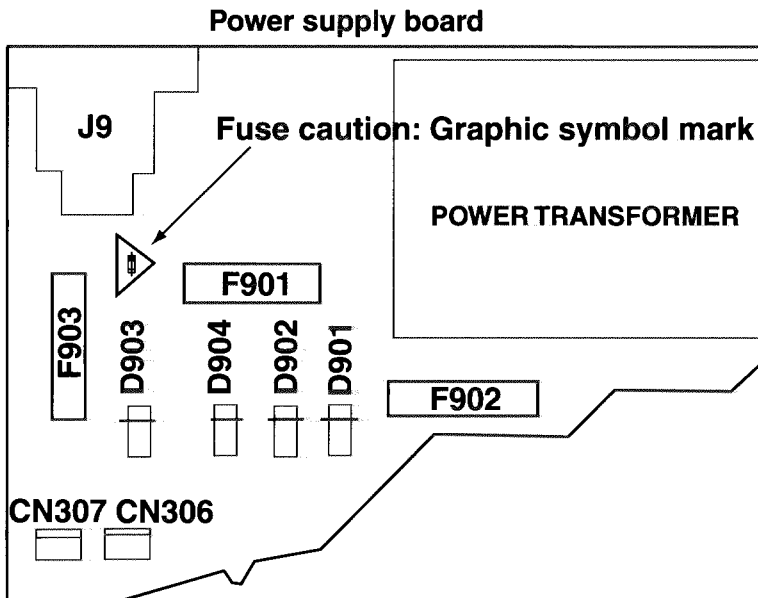 Power supply board
J9
Fuse caution: Graphic symbol mark
POWER TRANSFORMER
F901
F903
D903
D904
D902
D901
F902
CN307 CN306